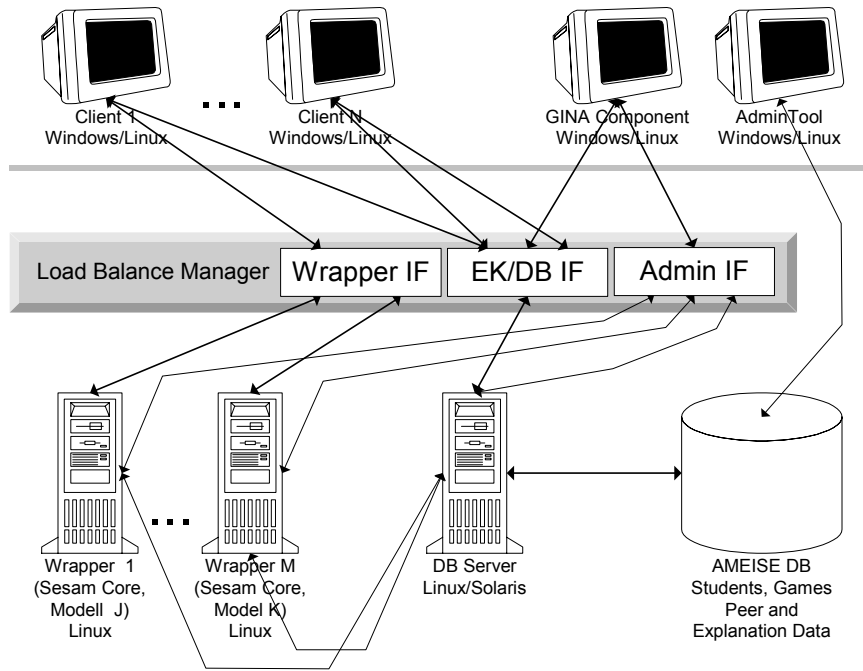 Client 1
Windows/Linux
...
Client N
Windows/Linux
GINA Component
Windows/Linux
AdminTool
Windows/Linux
Load Balance Manager
Wrapper IF
EK/DB IF
Admin IF
...
Wrapper 1
(Sesam Core,
Modell J)
Linux
Wrapper M
(Sesam Core,
Model K)
Linux
DB Server
Linux/Solaris
AMEISE DB
Students, Games
Peer and
Explanation Data